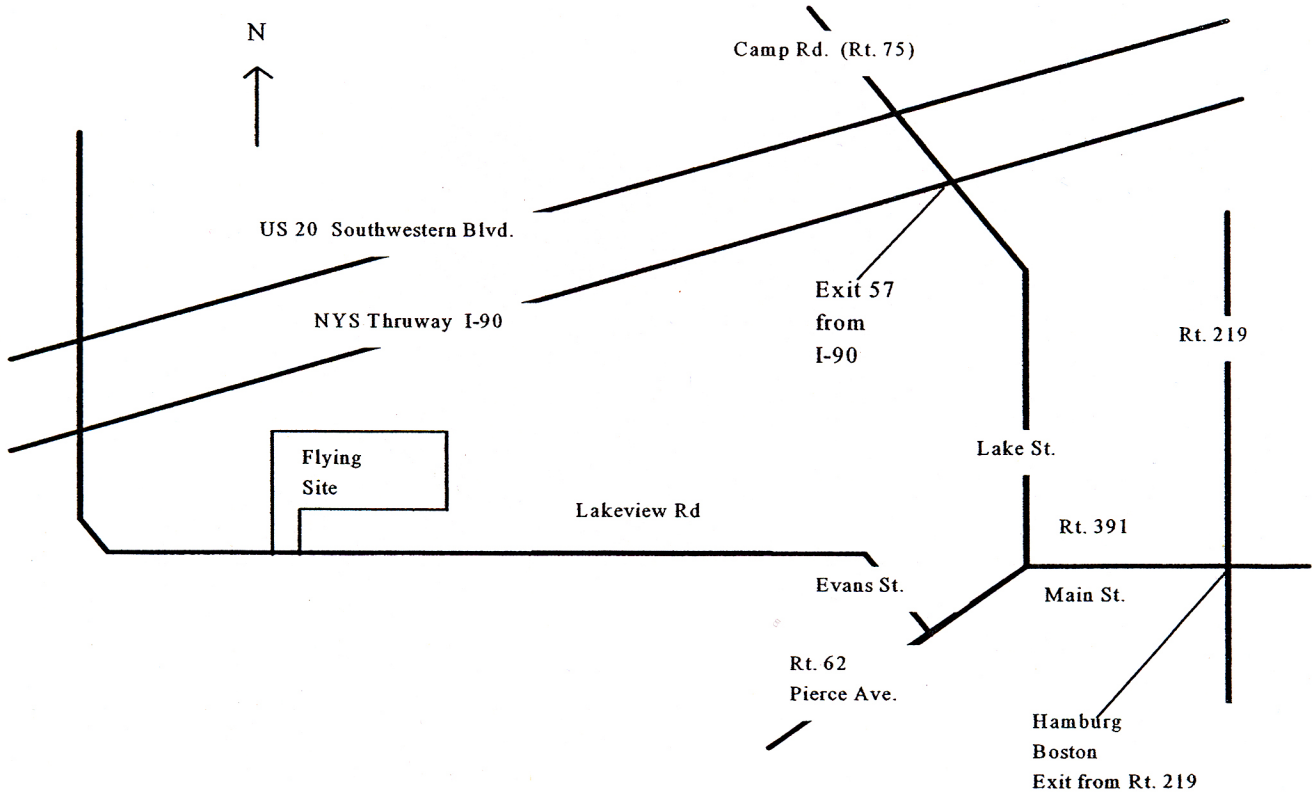 N
Camp Rd. (Rt. 75)
US 20 Southwestern Blvd.
NYS Thruway I-90
Exit 57
from
I-90
Rt. 219
Flying
Site
Lake St.
Lakeview Rd
Rt. 391
Evans St.
Main St.
Rt. 62
Pierce Ave.
Hamburg
Boston
Exit from Rt. 219